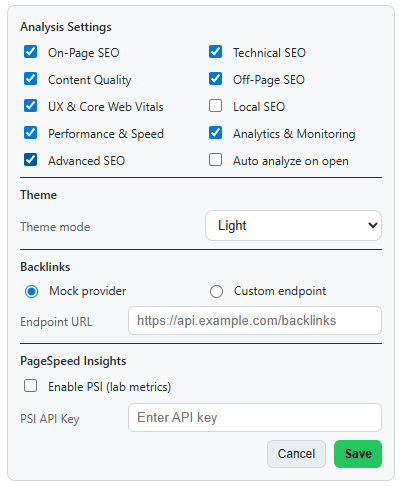 Analysis Settings
On-Page SEO Technical SEO
Content Quality Off-Page SEO
UX & Core Web Vitals Local SEO
Performance & Speed Analytics & Monitoring
Advanced SEO Auto analyze on open
Theme
Theme mode Light
Backlinks
Mock provider Custom endpoint
Endpoint URL https://api.example.com/backlinks
PageSpeed Insights
Enable PSI (lab metrics)
PSI API Key Enter API key
Cancel Save